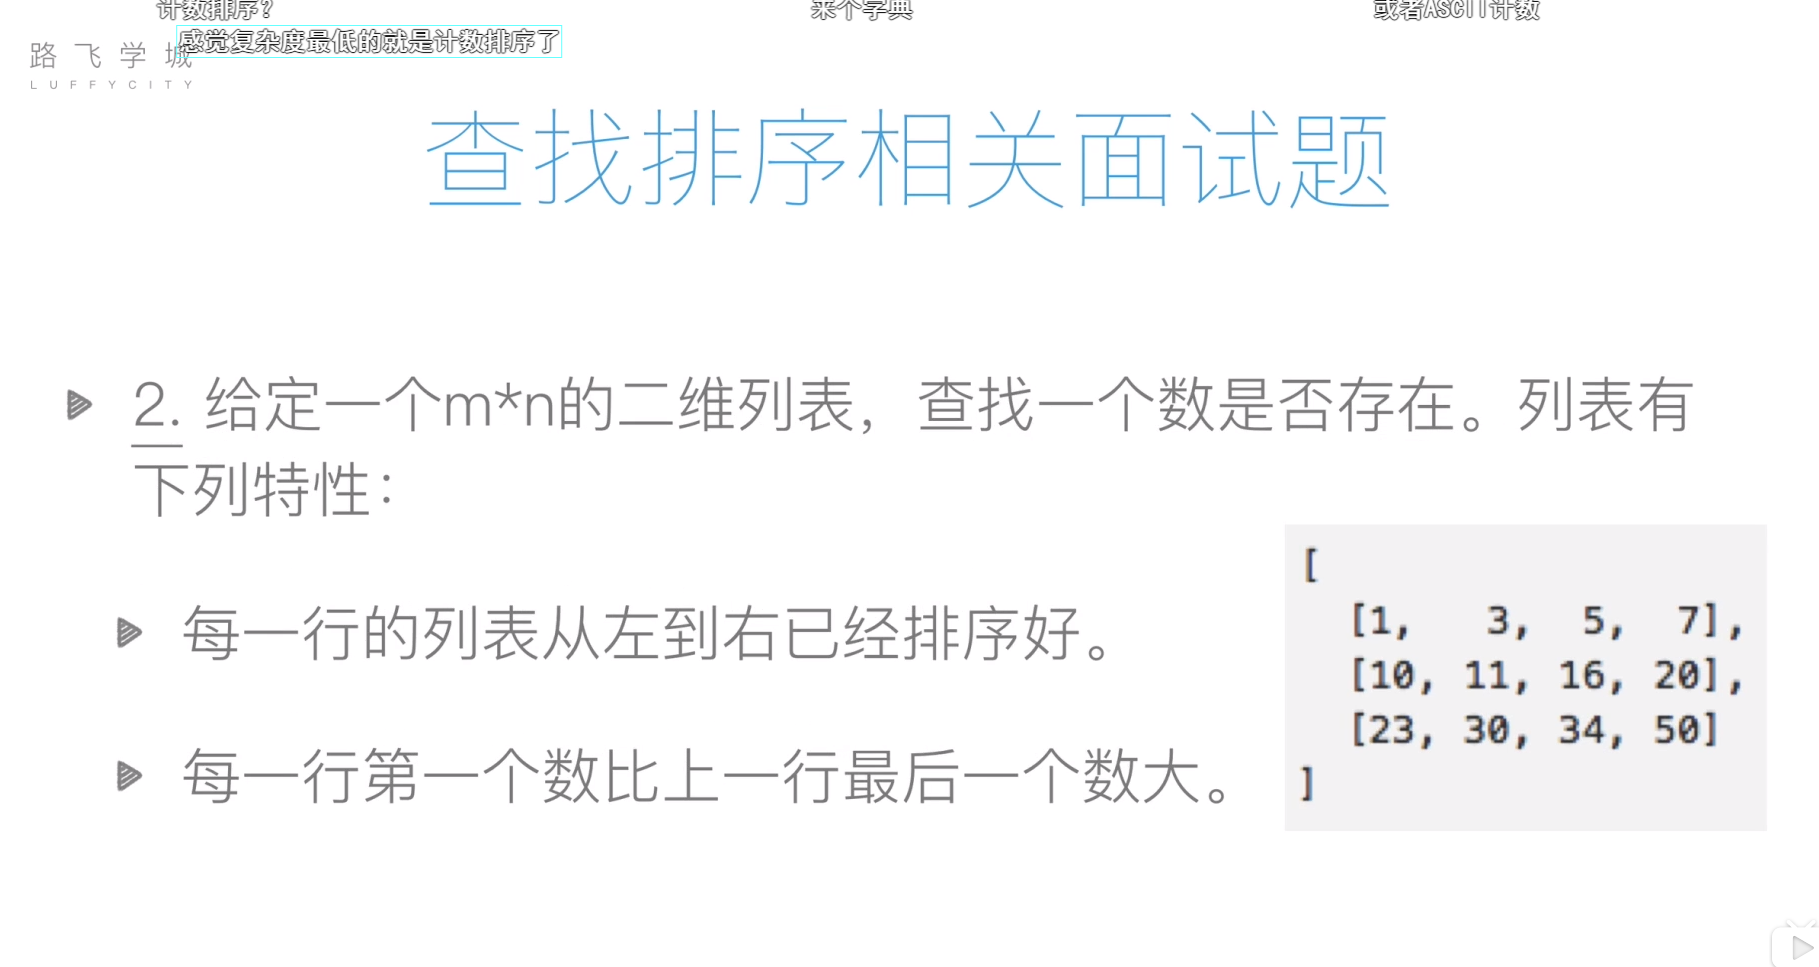 计数排序?
来个字典
或者ASCII计数
感觉复杂度最低的就是计数排序了
路飞学城
LUFFYCITY
查找排序相关面试题
2. 给定一个m*n的二维列表，查找一个数是否存在。列表有
下列特性：
每一行的列表从左到右已经排序好。
每一行第一个数比上一行最后一个数大。
[
[1, 3, 5, 7],
[10, 11, 16, 20],
[23, 30, 34, 50]
]